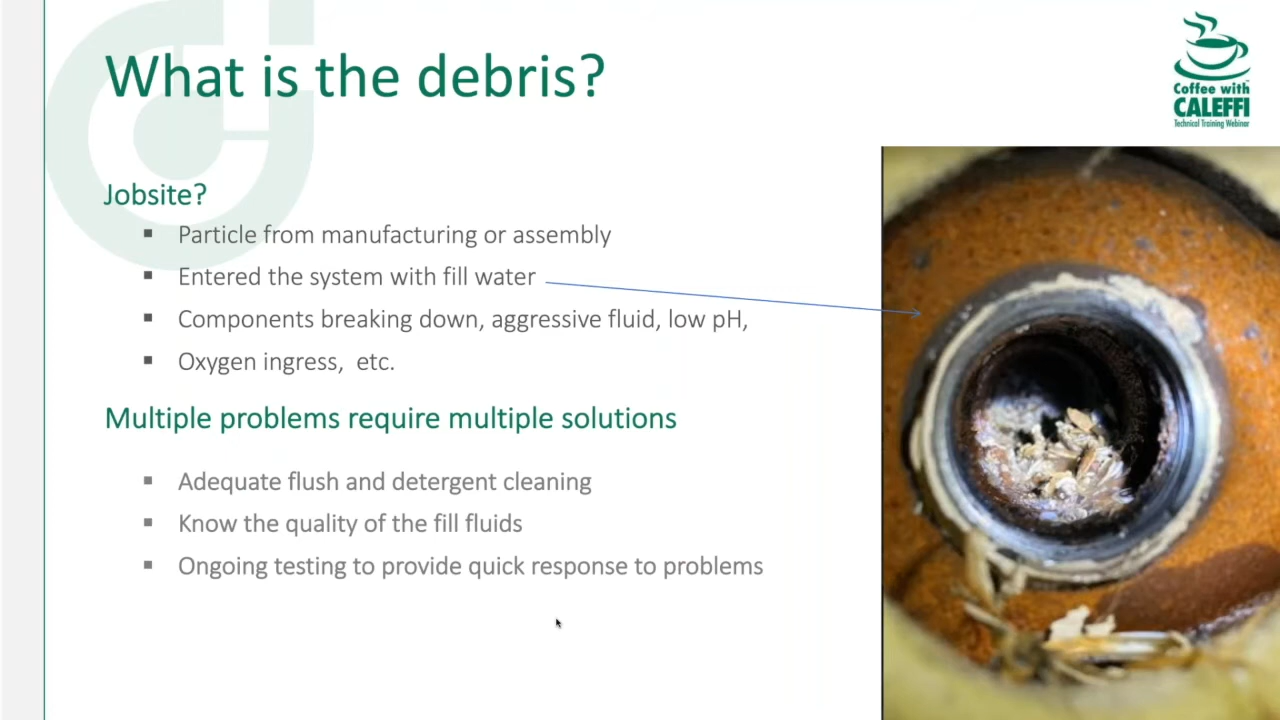 What is the debris?
Coffee with
CALEFFI
Technical Training Webinar
Jobsite?
Particle from manufacturing or assembly
Entered the system with fill water
Components breaking down, aggressive fluid, low pH,
Oxygen ingress, etc.
Multiple problems require multiple solutions
Adequate flush and detergent cleaning
Know the quality of the fill fluids
Ongoing testing to provide quick response to problems